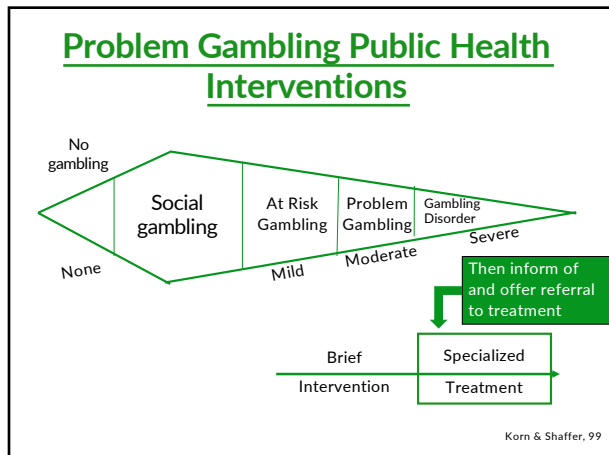 Problem Gambling Public Health
Interventions
No
gambling
Social
gambling
At Risk
Gambling
Problem
Gambling
Gambling
Disorder
None
Mild
Moderate
Severe
Then inform of
and offer referral
to treatment
Brief
Intervention
Specialized
Treatment
Korn & Shaffer, 99